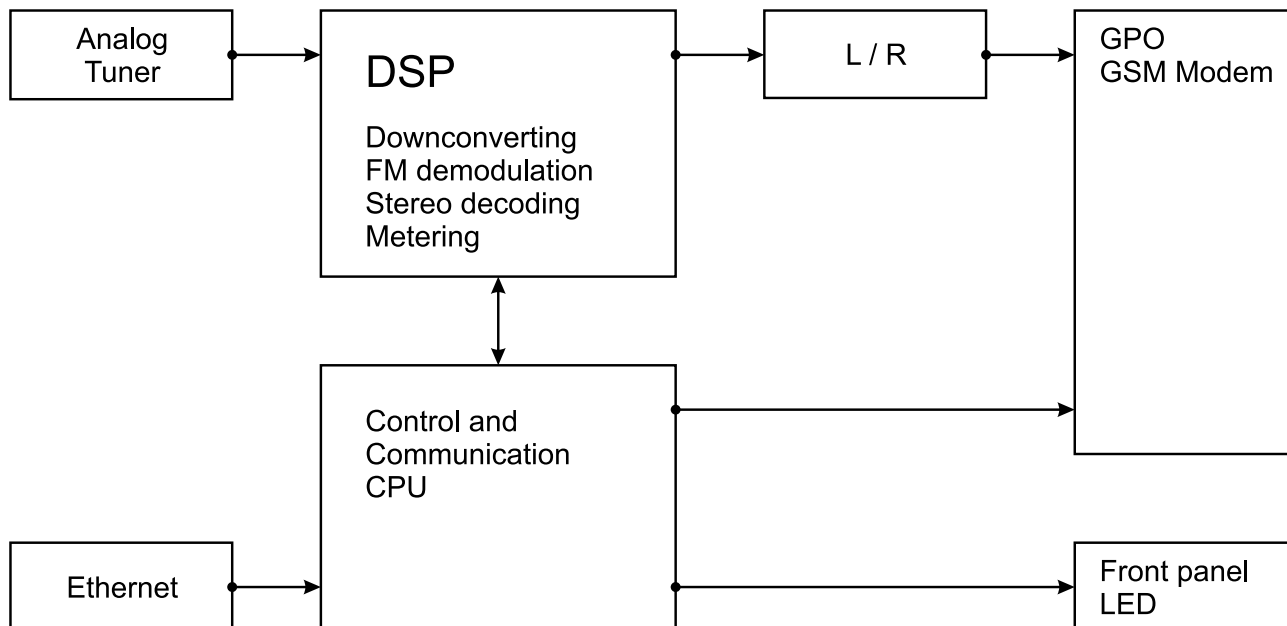 Analog
Tuner
DSP
Downconverting
FM demodulation
Stereo decoding
Metering
L / R
GPO
GSM Modem
Control and
Communication
CPU
Ethernet
Front panel
LED